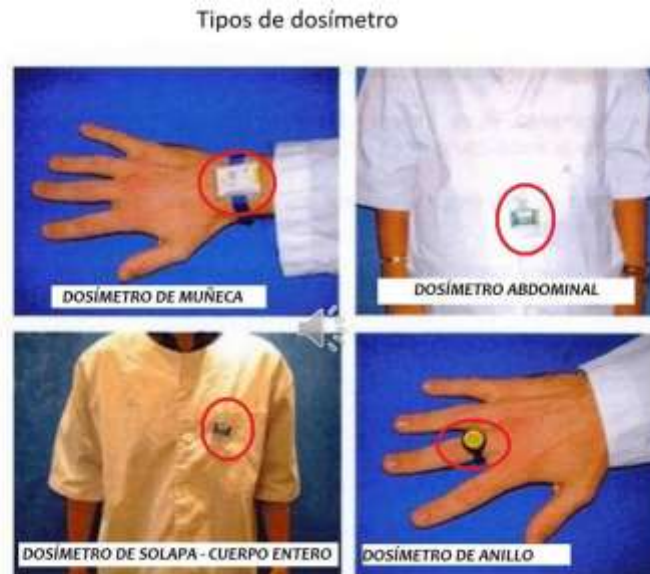 Tipos de dosímetro
DOSÍMETRO DE MUÑECA
DOSÍMETRO ABDOMINAL
DOSÍMETRO DE SOLAPA - CUERPO ENTERO
DOSÍMETRO DE ANILLO